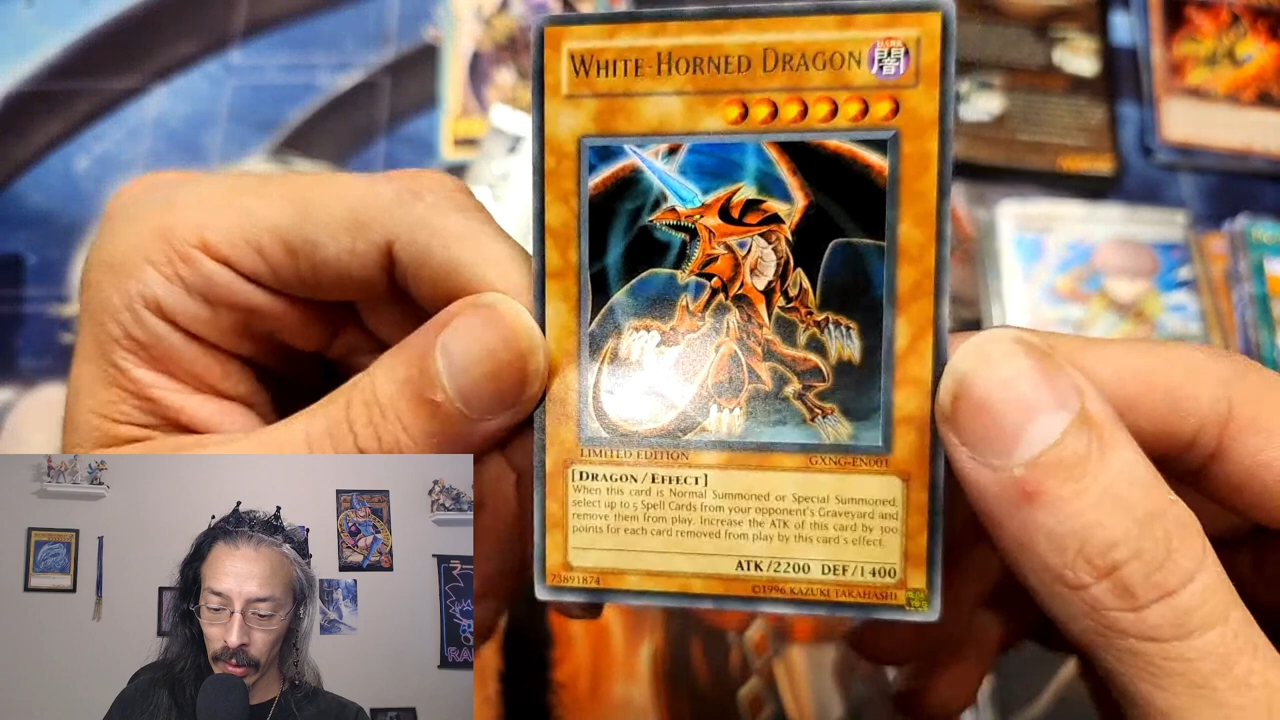 WHITE-HORNED DRAGON
DARK
闇
LIMITED EDITION
GXNG-EN001
[DRAGON/EFFECT]
When this card is Normal Summoned or Special Summoned,
select up to 5 Spell Cards from your opponent's Graveyard and
remove them from play. Increase the ATK of this card by 300
points for each card removed from play by this card's effect.
ATK/2200 DEF/1400
73891874
©1996 KAZUKI TAKAHASHI
RA